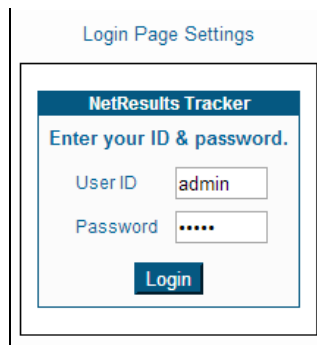 Login Page Settings
NetResults Tracker
Enter your ID & password.
User ID admin
Password •••••
Login